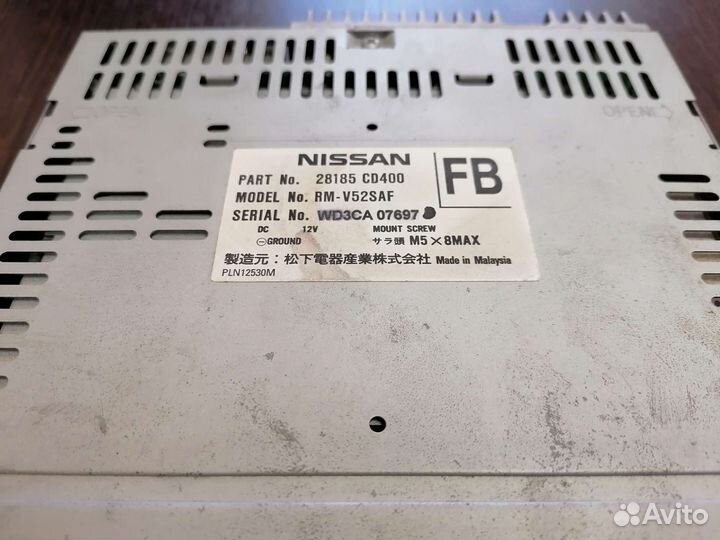 OPEN
OPEN
NISSAN
FB
PART No. 28185 CD400
MODEL No. RM-V52SAF
SERIAL No. WD3CA 07697
DC 12V MOUNT SCREW
⊖GROUND サラ頭 M5×8MAX
製造元：松下電器産業株式会社 Made in Malaysia
PLN12530M
Avito